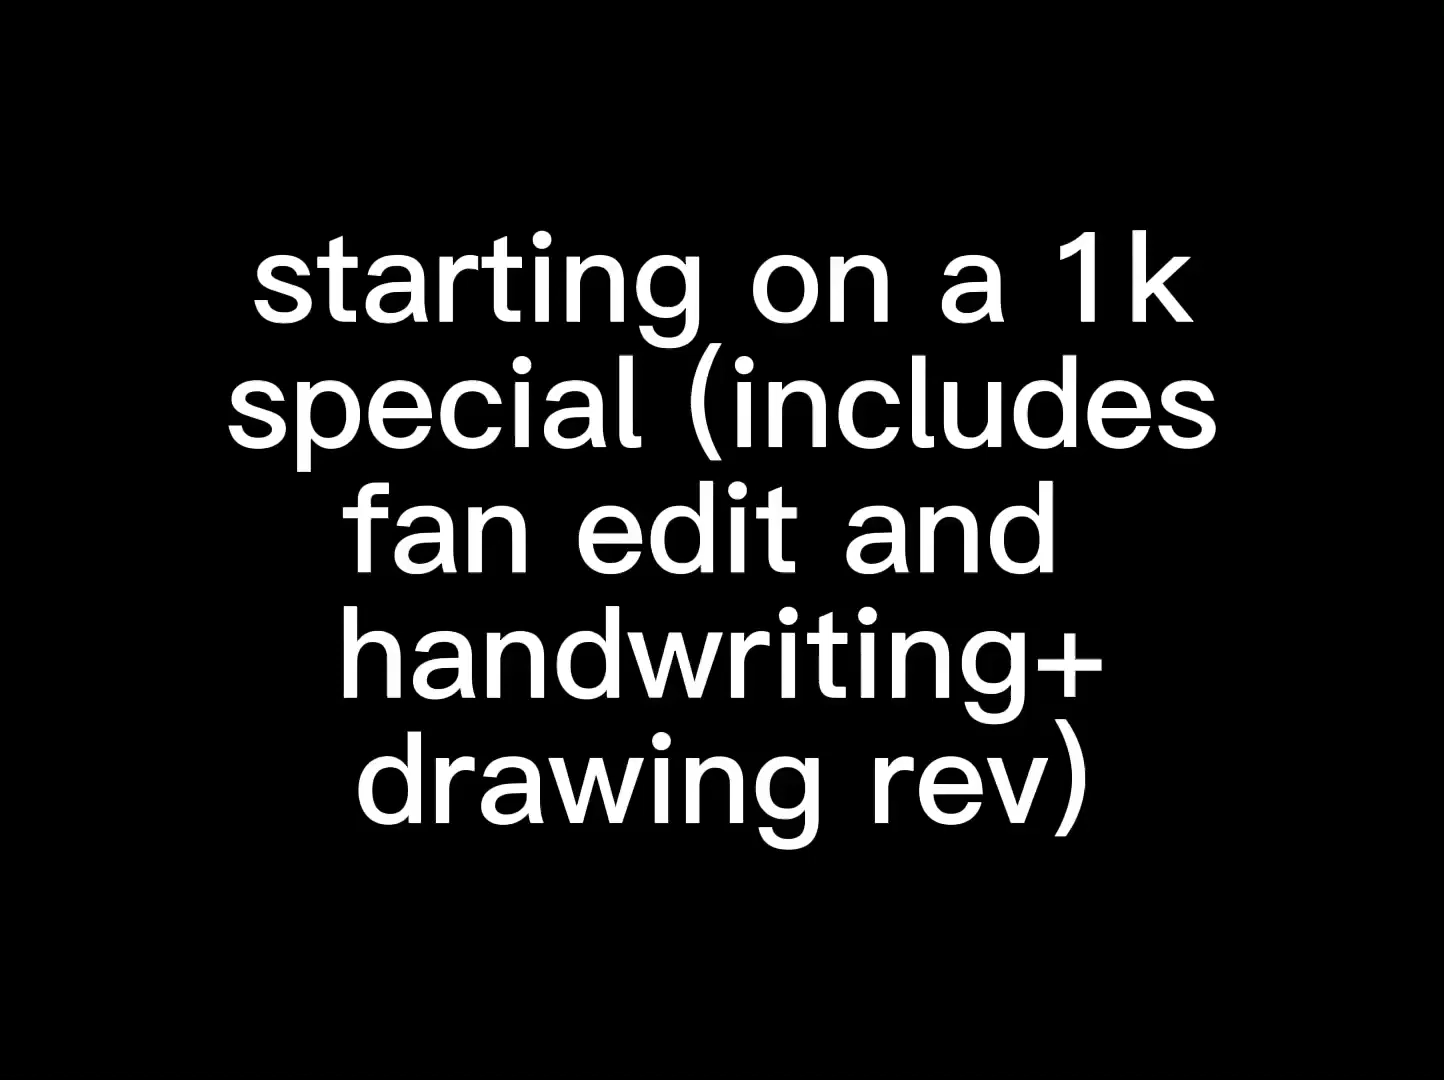 starting on a 1k
special (includes
fan edit and
handwriting+
drawing rev)